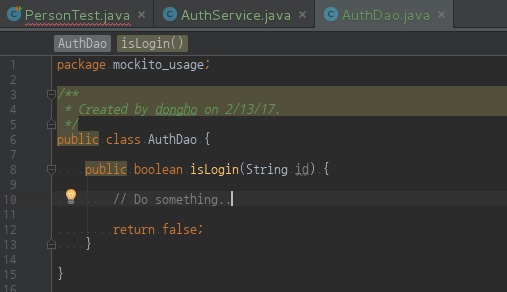 PersonTest.java × AuthService.java × AuthDao.java ×
AuthDao isLogin()
1 package mockito_usage;
2
3 /**
4 * Created by dongho on 2/13/17.
5 */
6 public class AuthDao {
7
8 public boolean isLogin(String id) {
9
10 // Do something..
11
12 return false;
13 }
14
15 }